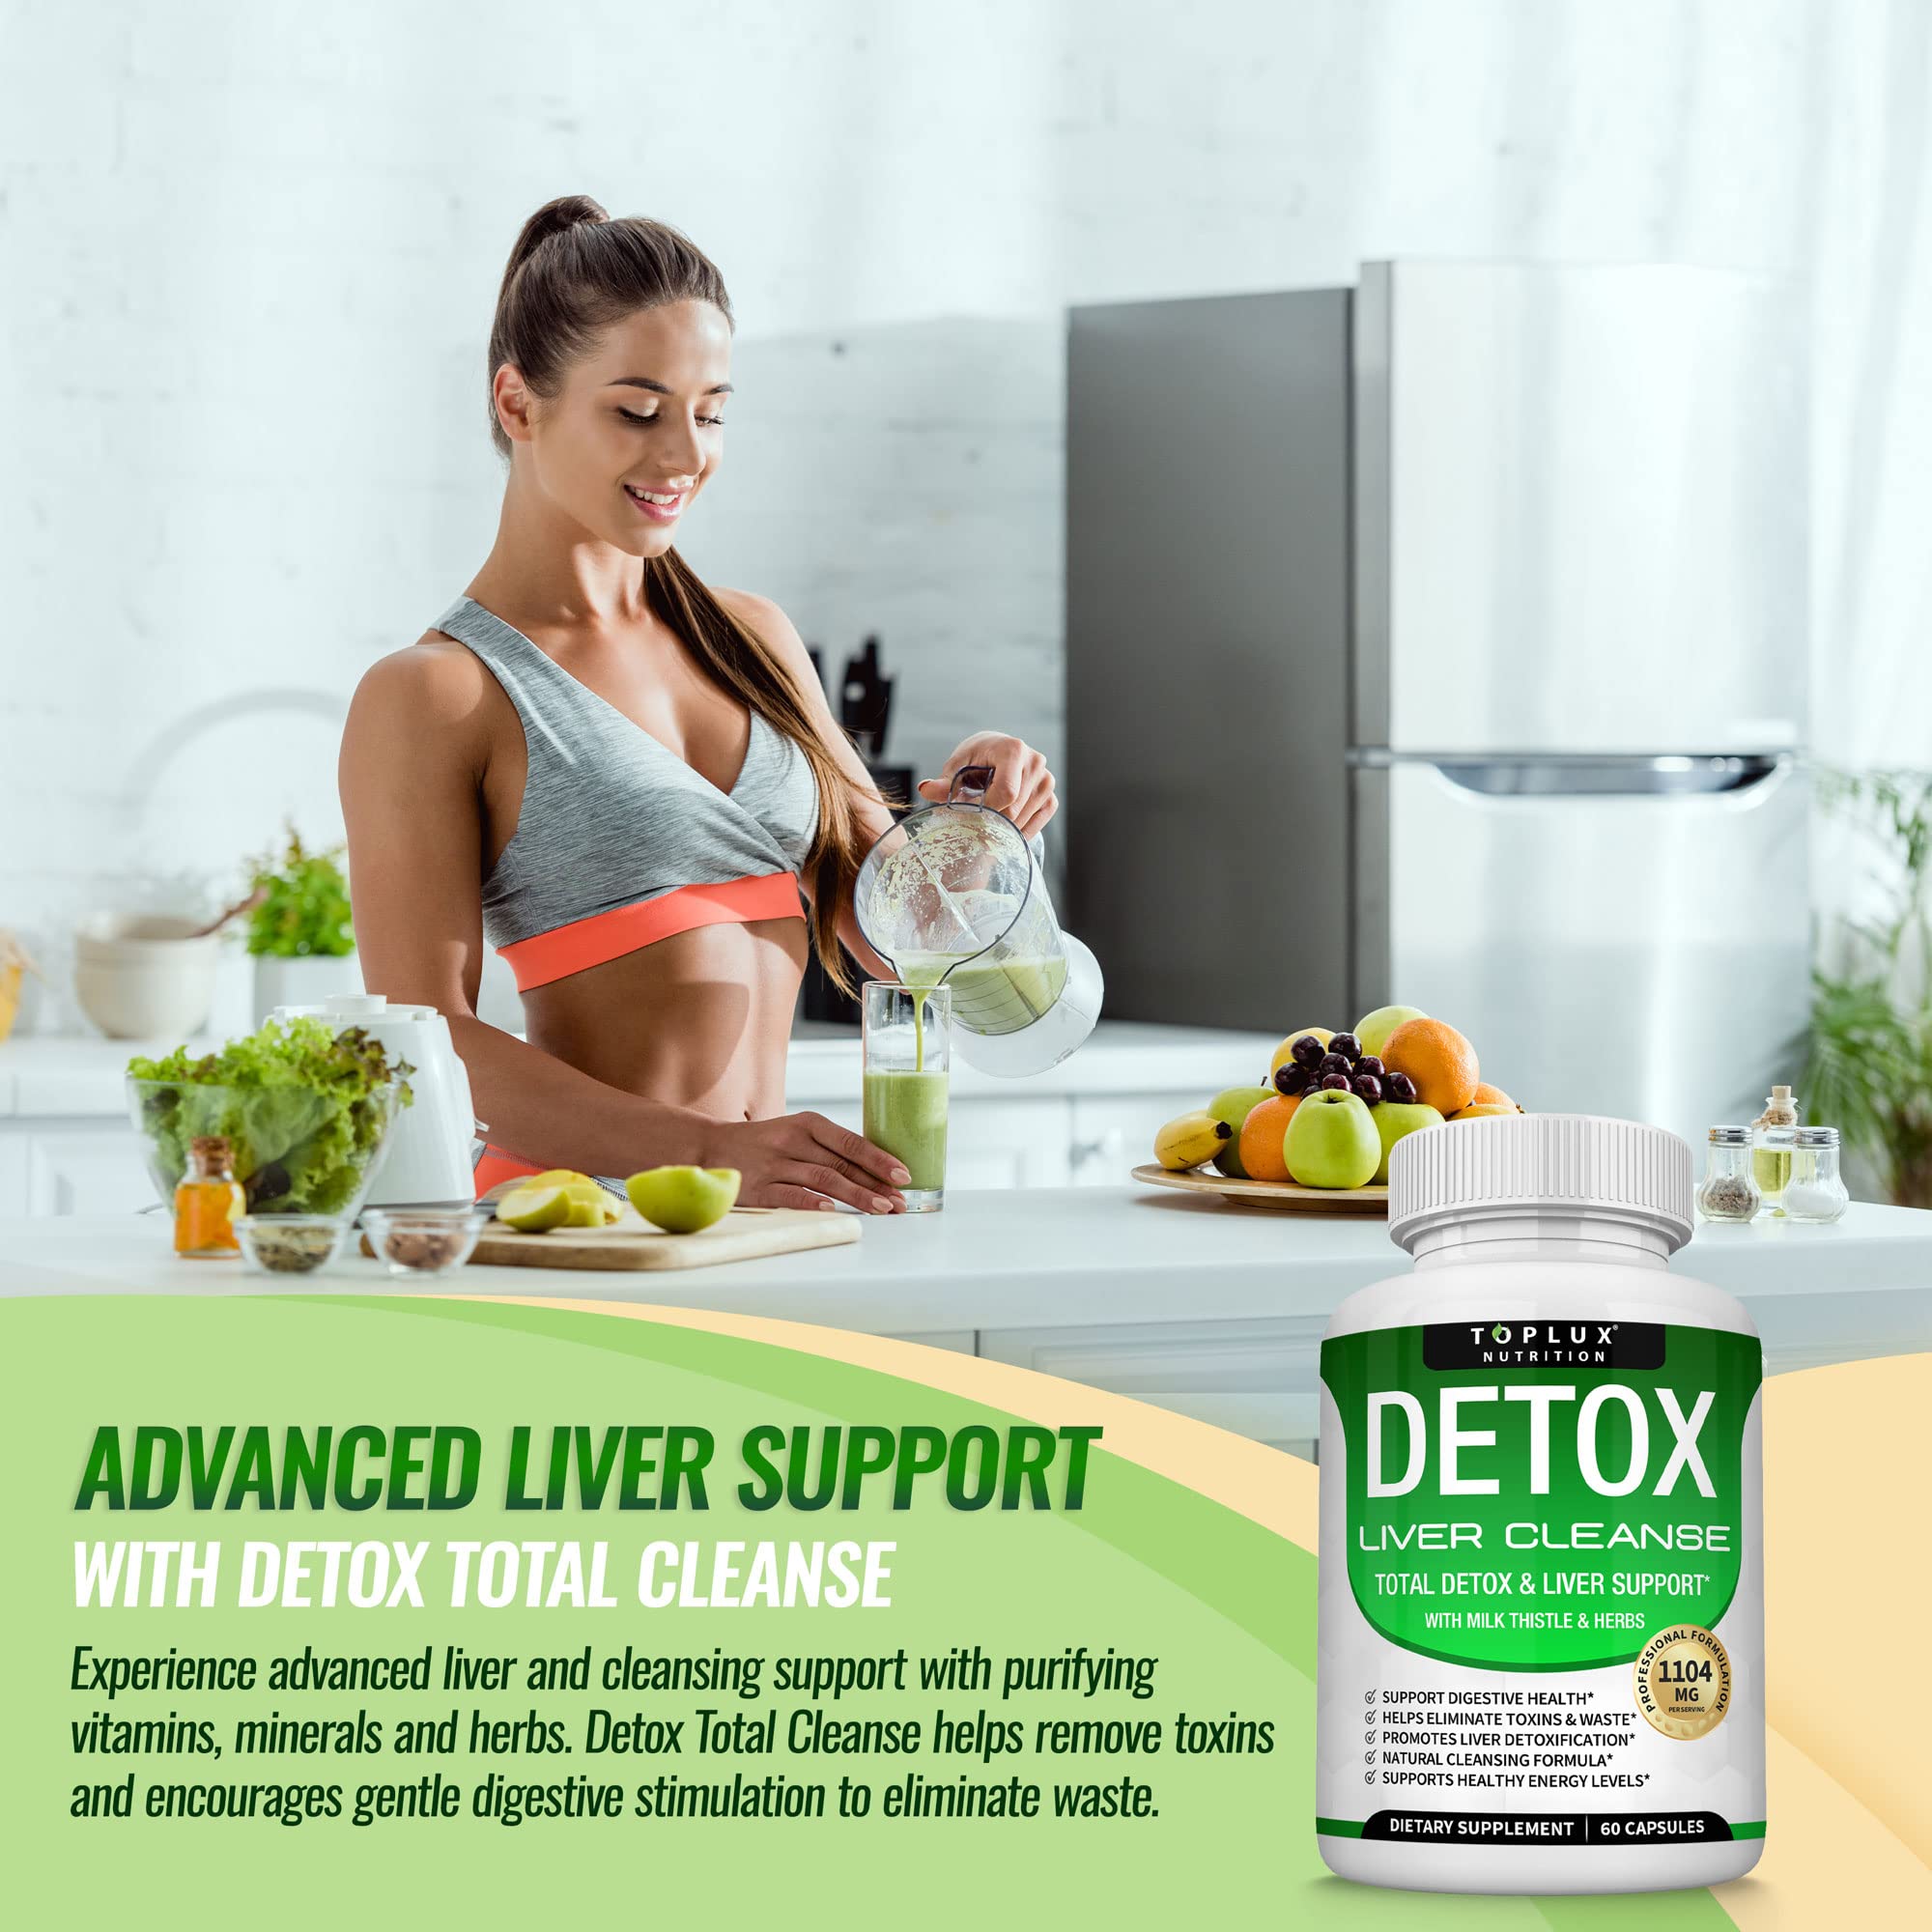 ADVANCED LIVER SUPPORT
WITH DETOX TOTAL CLEANSE
Experience advanced liver and cleansing support with purifying
vitamins, minerals and herbs. Detox Total Cleanse helps remove toxins
and encourages gentle digestive stimulation to eliminate waste.
TOPLUX®
NUTRITION
DETOX
LIVER CLEANSE
TOTAL DETOX & LIVER SUPPORT*
WITH MILK THISTLE & HERBS
PROFESSIONAL FORMULATION
1104
MG
PER SERVING
SUPPORT DIGESTIVE HEALTH*
HELPS ELIMINATE TOXINS & WASTE*
PROMOTES LIVER DETOXIFICATION*
NATURAL CLEANSING FORMULA*
SUPPORTS HEALTHY ENERGY LEVELS*
DIETARY SUPPLEMENT | 60 CAPSULES